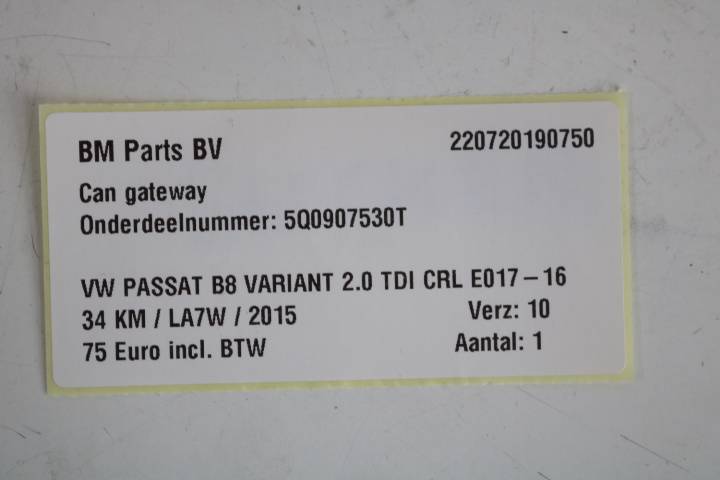 BM Parts BV 220720190750
Can gateway
Onderdeelnummer: 5Q0907530T
VW PASSAT B8 VARIANT 2.0 TDI CRL E017-16
34 KM / LA7W / 2015 Verz: 10
75 Euro incl. BTW Aantal: 1